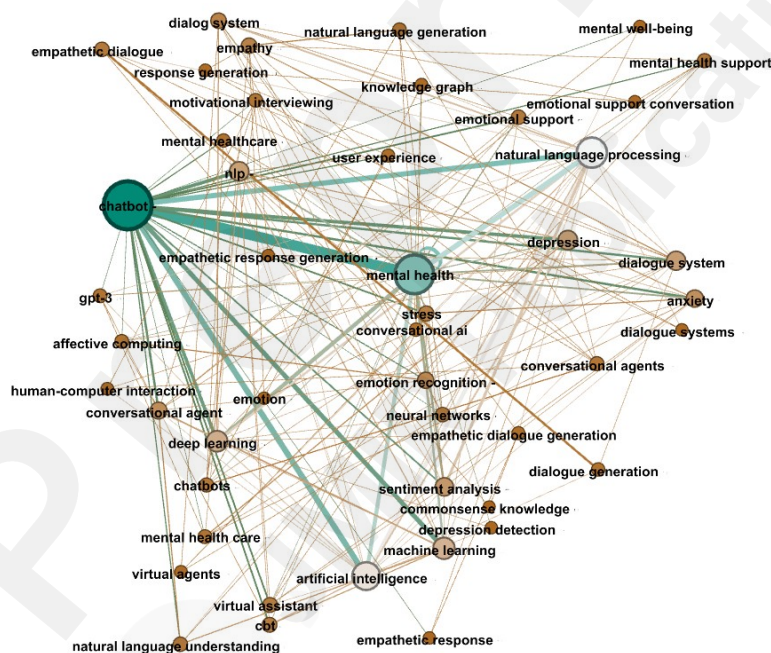 dialog system
natural language generation
mental well-being
empathetic dialogue
empathy
mental health support
response generation
knowledge graph
motivational interviewing
emotional support conversation
emotional support
mental healthcare
user experience
natural language processing
nlp -
chatbot -
depression
empathetic response generation
dialogue system
mental health
gpt-3
anxiety
stress
conversational ai
dialogue systems
affective computing
conversational agents
human-computer interaction
emotion recognition -
emotion
conversational agent
neural networks
deep learning
empathetic dialogue generation
dialogue generation
chatbots
sentiment analysis
commonsense knowledge
depression detection
mental health care
machine learning
virtual agents
artificial intelligence
virtual assistant
cbt
natural language understanding
empathetic response